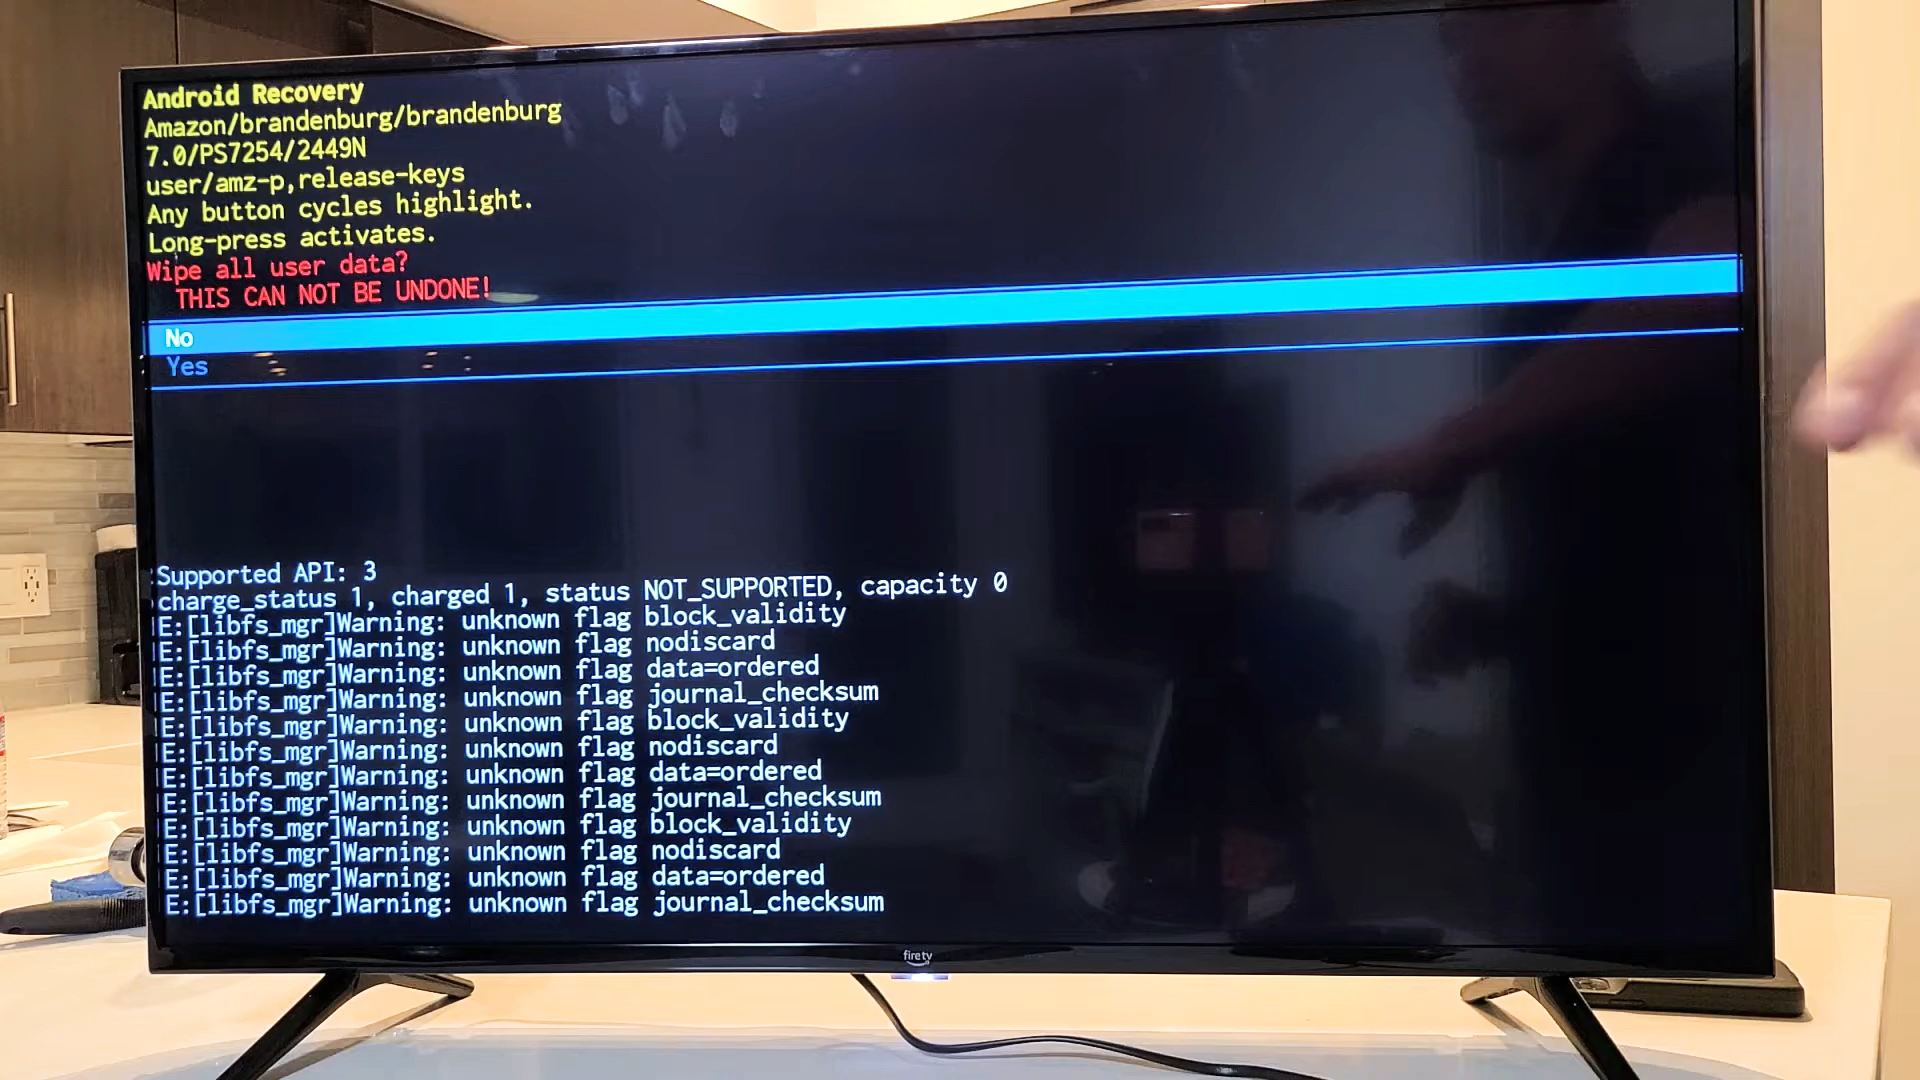 Android Recovery
Amazon/brandenburg/brandenburg
7.0/PS7254/2449N
user/amz-p,release-keys
Any button cycles highlight.
Long-press activates.
Wipe all user data?
THIS CAN NOT BE UNDONE!
No
Yes
Supported API: 3
charge_status 1, charged 1, status NOT_SUPPORTED, capacity 0
E:[libfs_mgr]Warning: unknown flag block_validity
E:[libfs_mgr]Warning: unknown flag nodiscard
E:[libfs_mgr]Warning: unknown flag data=ordered
E:[libfs_mgr]Warning: unknown flag journal_checksum
E:[libfs_mgr]Warning: unknown flag block_validity
E:[libfs_mgr]Warning: unknown flag nodiscard
E:[libfs_mgr]Warning: unknown flag data=ordered
E:[libfs_mgr]Warning: unknown flag journal_checksum
E:[libfs_mgr]Warning: unknown flag block_validity
E:[libfs_mgr]Warning: unknown flag nodiscard
E:[libfs_mgr]Warning: unknown flag data=ordered
E:[libfs_mgr]Warning: unknown flag journal_checksum
fire tv